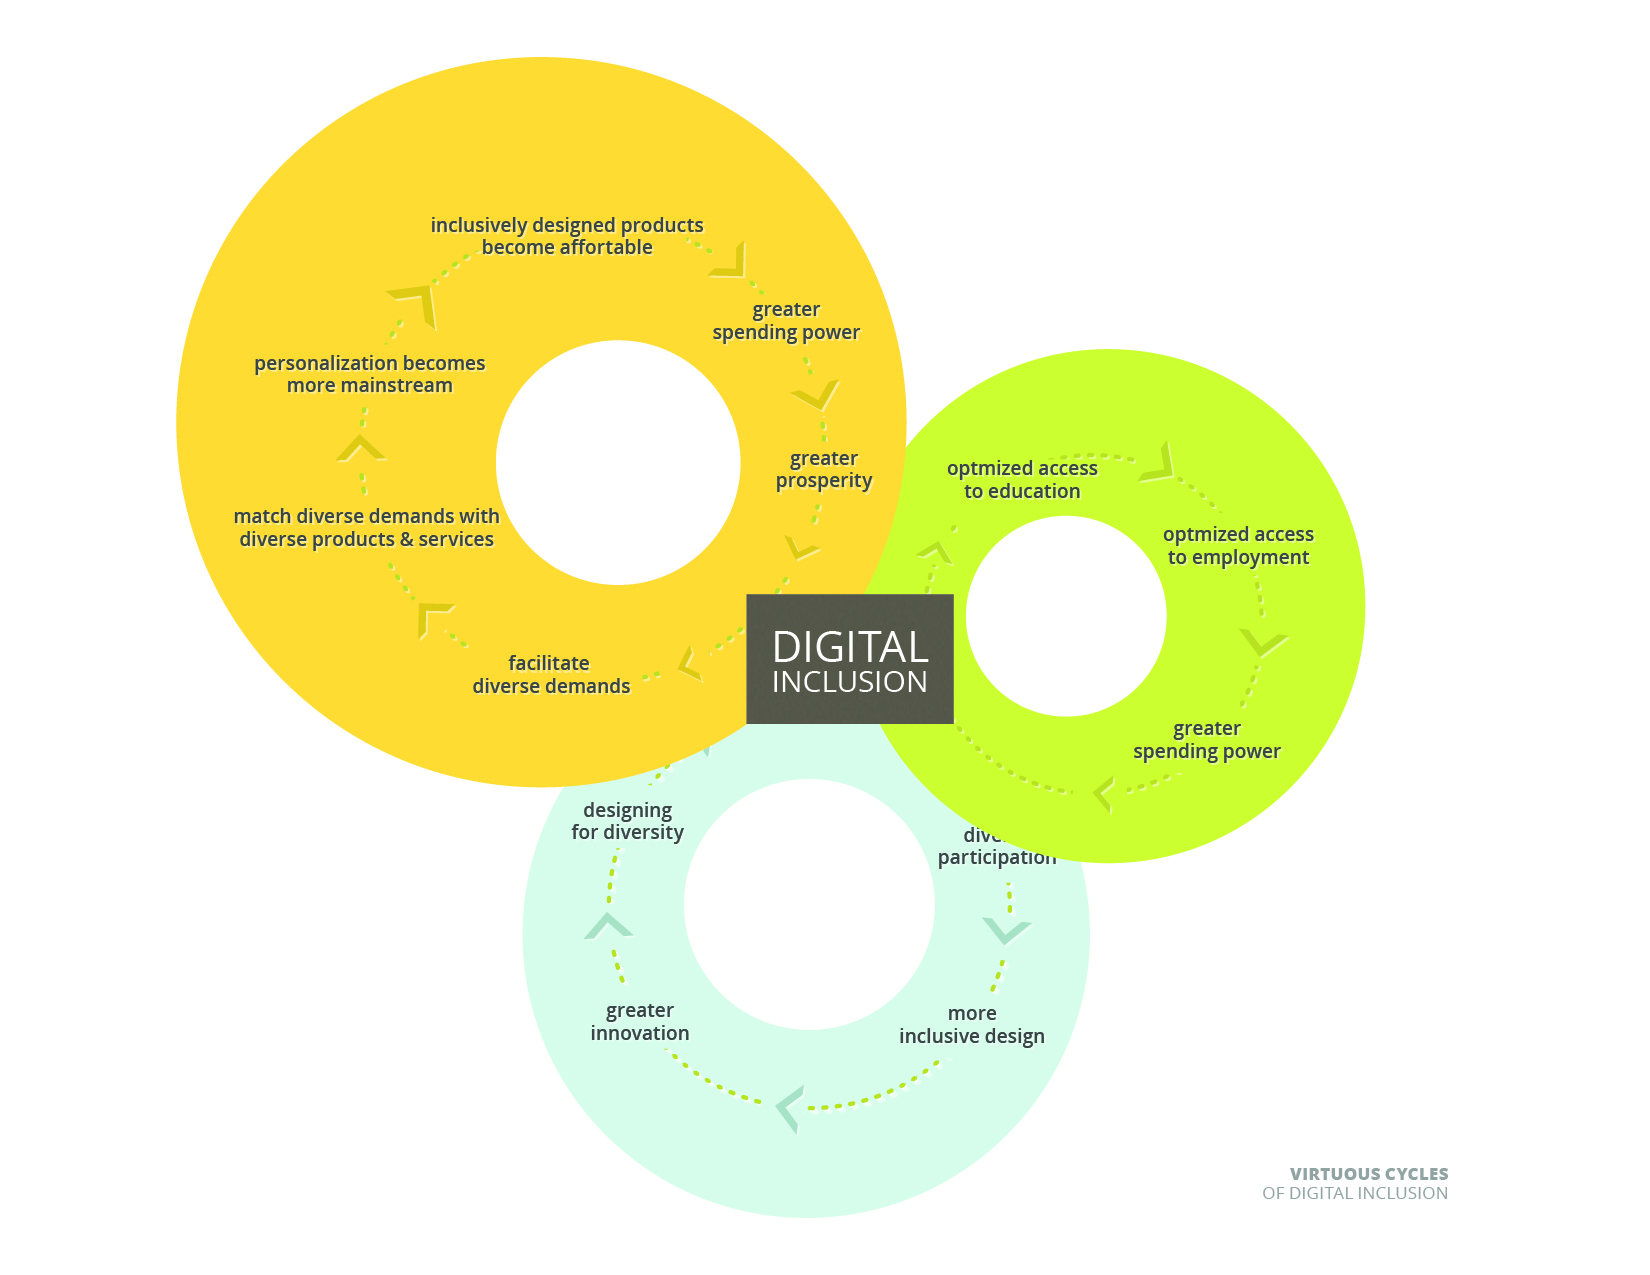 inclusively designed products
become affortable
greater
spending power
greater
prosperity
facilitate
diverse demands
match diverse demands with
diverse products & services
personalization becomes
more mainstream
optmized access
to education
optmized access
to employment
greater
spending power
DIGITAL
INCLUSION
participation
more
inclusive design
greater
innovation
designing
for diversity
VIRTUOUS CYCLES
OF DIGITAL INCLUSION